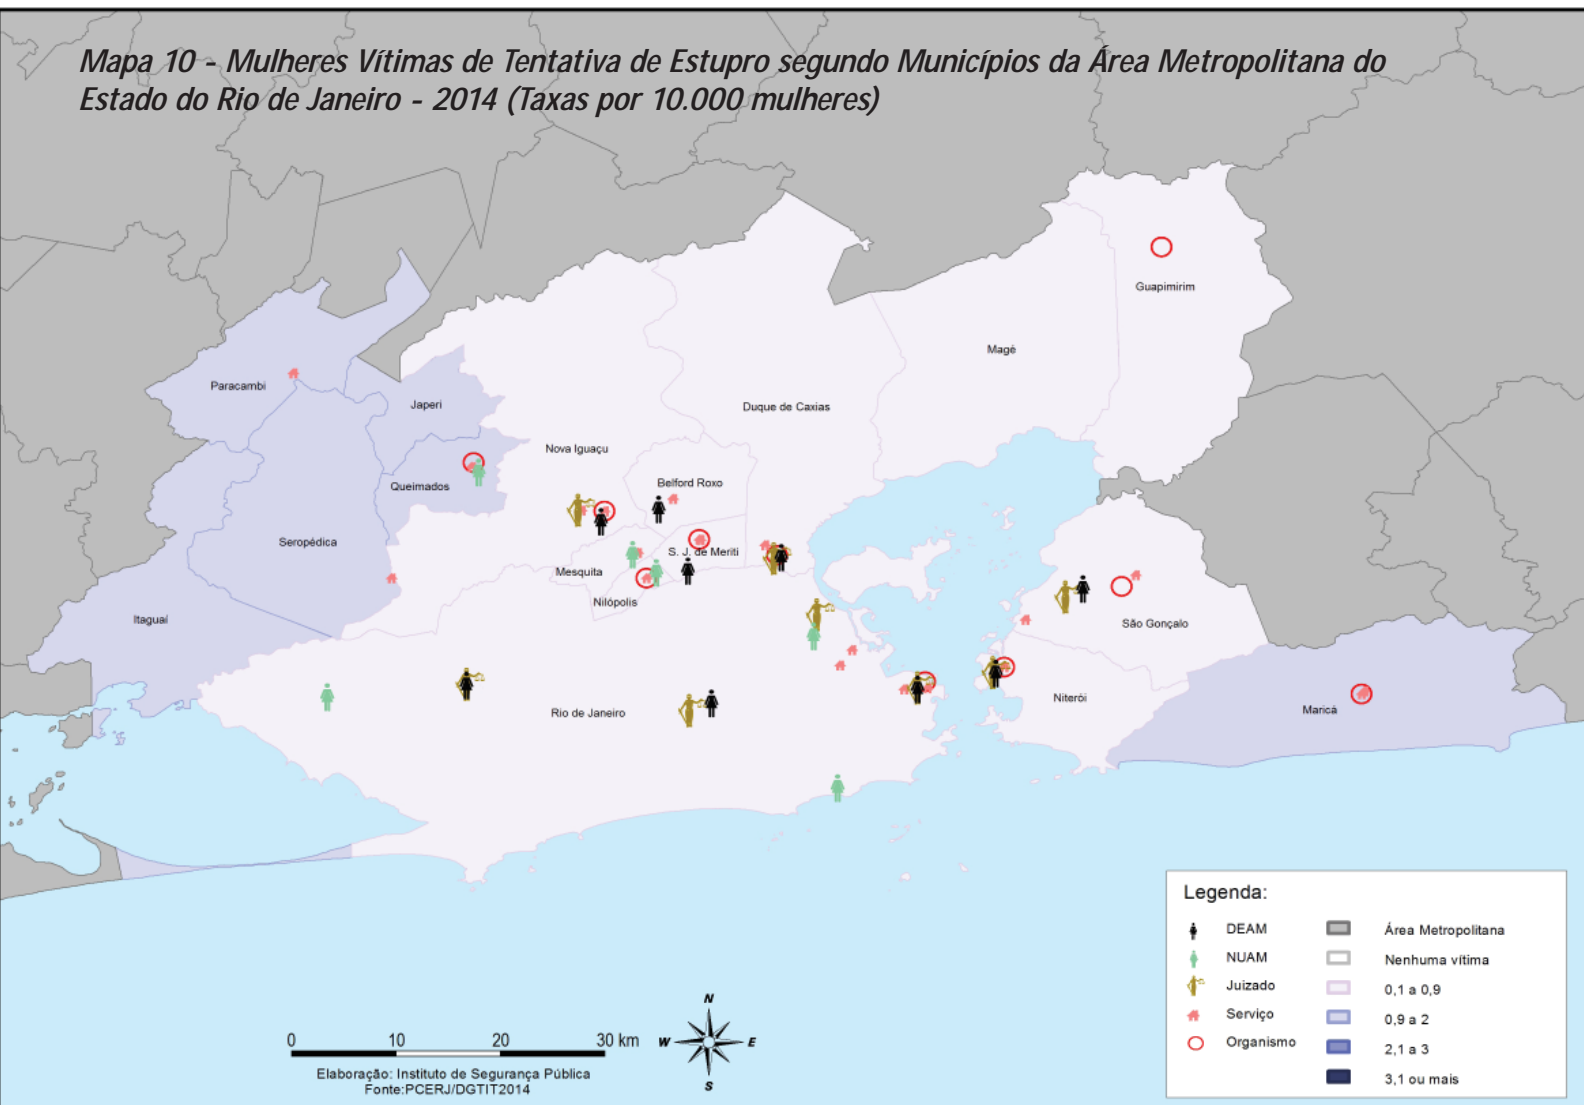 Mapa 10 - Mulheres Vítimas de Tentativa de Estupro segundo Municípios da Área Metropolitana do
Estado do Rio de Janeiro - 2014 (Taxas por 10.000 mulheres)
Guapimirim
Magé
Paracambi
Japeri
Duque de Caxias
Nova Iguaçu
Belford Roxo
Queimados
Seropédica
S. J. de Meriti
Mesquita
Nilópolis
Itaguaí
São Gonçalo
Niterói
Rio de Janeiro
Maricá
Legenda:
DEAM
NUAM
Juizado
Serviço
Organismo
Área Metropolitana
Nenhuma vítima
0,1 a 0,9
0,9 a 2
2,1 a 3
3,1 ou mais
N
W
E
S
0 10 20 30 km
Elaboração: Instituto de Segurança Pública
Fonte:PCERJ/DGTIT2014